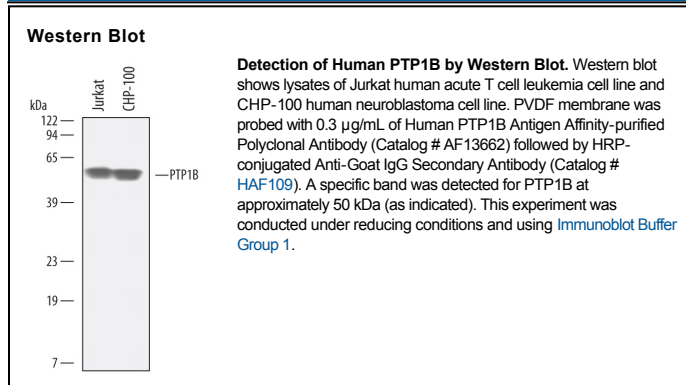 Western Blot
kDa
Jurkat
CHP-100
122
94
65
39
23
19
7
PTP1B
Detection of Human PTP1B by Western Blot. Western blot
shows lysates of Jurkat human acute T cell leukemia cell line and
CHP-100 human neuroblastoma cell line. PVDF membrane was
probed with 0.3 µg/mL of Human PTP1B Antigen Affinity-purified
Polyclonal Antibody (Catalog # AF13662) followed by HRP-
conjugated Anti-Goat IgG Secondary Antibody (Catalog #
HAF109). A specific band was detected for PTP1B at
approximately 50 kDa (as indicated). This experiment was
conducted under reducing conditions and using Immunoblot Buffer
Group 1.